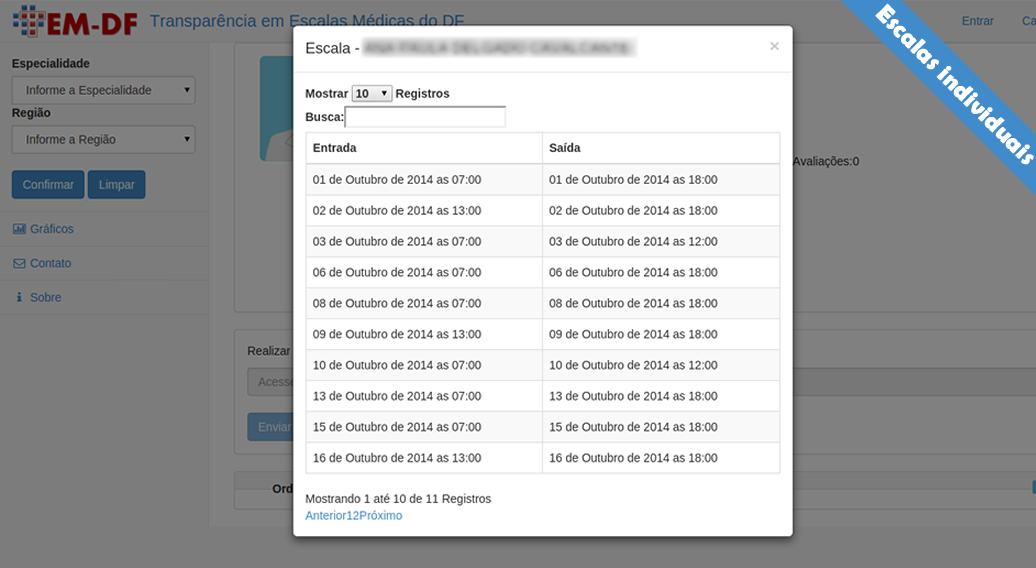 EM-DF Transparência em Escalas Médicas do DF
Entrar
Ca
Escalas individuais
Especialidade
Informe a Especialidade
Região
Informe a Região
Confirmar Limpar
Gráficos
Contato
Sobre
Escala -
×
Mostrar 10 Registros
Busca:
Entrada Saída
01 de Outubro de 2014 as 07:00 01 de Outubro de 2014 as 18:00
02 de Outubro de 2014 as 13:00 02 de Outubro de 2014 as 18:00
03 de Outubro de 2014 as 07:00 03 de Outubro de 2014 as 12:00
06 de Outubro de 2014 as 07:00 06 de Outubro de 2014 as 18:00
08 de Outubro de 2014 as 07:00 08 de Outubro de 2014 as 18:00
09 de Outubro de 2014 as 13:00 09 de Outubro de 2014 as 18:00
10 de Outubro de 2014 as 07:00 10 de Outubro de 2014 as 12:00
13 de Outubro de 2014 as 07:00 13 de Outubro de 2014 as 18:00
15 de Outubro de 2014 as 07:00 15 de Outubro de 2014 as 18:00
16 de Outubro de 2014 as 13:00 16 de Outubro de 2014 as 18:00
Mostrando 1 até 10 de 11 Registros
Anterior12Próximo
Avaliações:0
Realizar
Acesse
Enviar
Ord